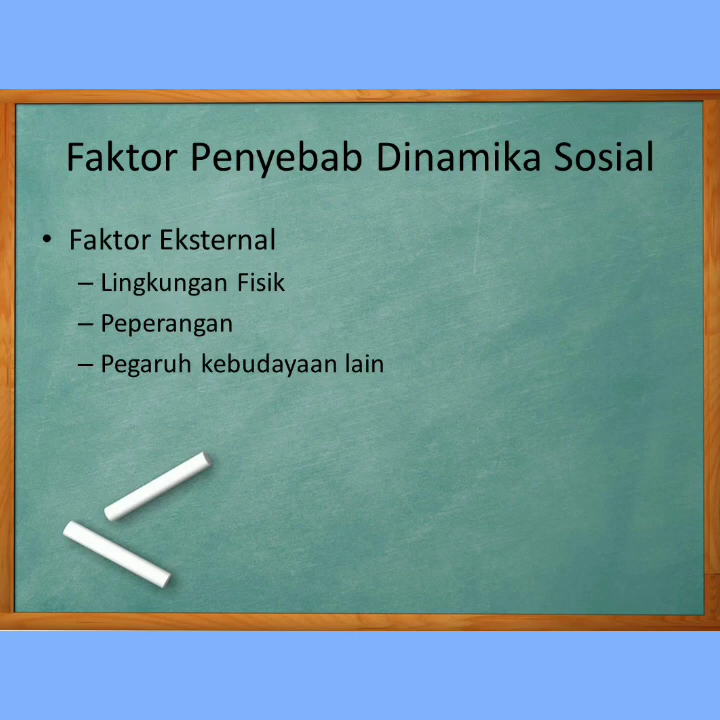 Faktor Penyebab Dinamika Sosial
• Faktor Eksternal
– Lingkungan Fisik
– Peperangan
– Pegaruh kebudayaan lain